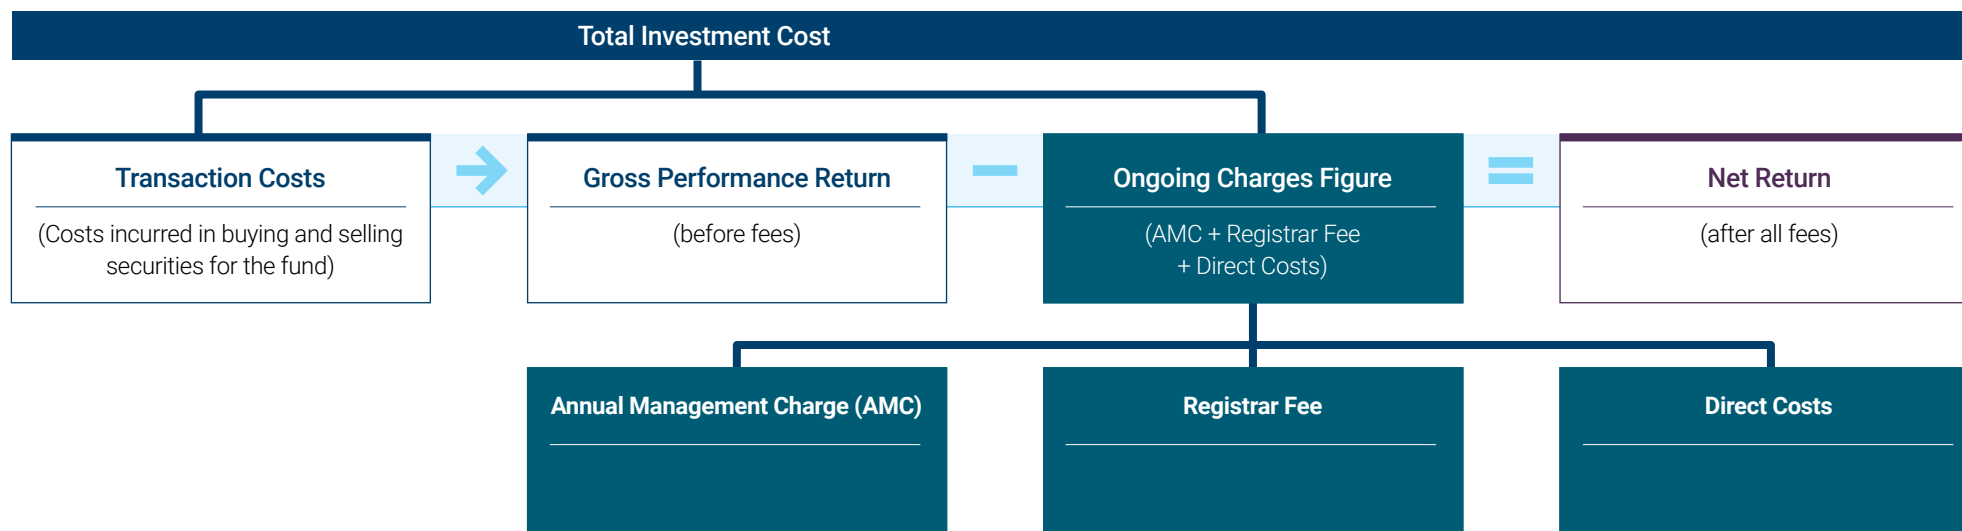 Total Investment Cost
Transaction Costs
(Costs incurred in buying and selling
securities for the fund)
Gross Performance Return
(before fees)
Ongoing Charges Figure
(AMC + Registrar Fee
+ Direct Costs)
Net Return
(after all fees)
Annual Management Charge (AMC)
Registrar Fee
Direct Costs